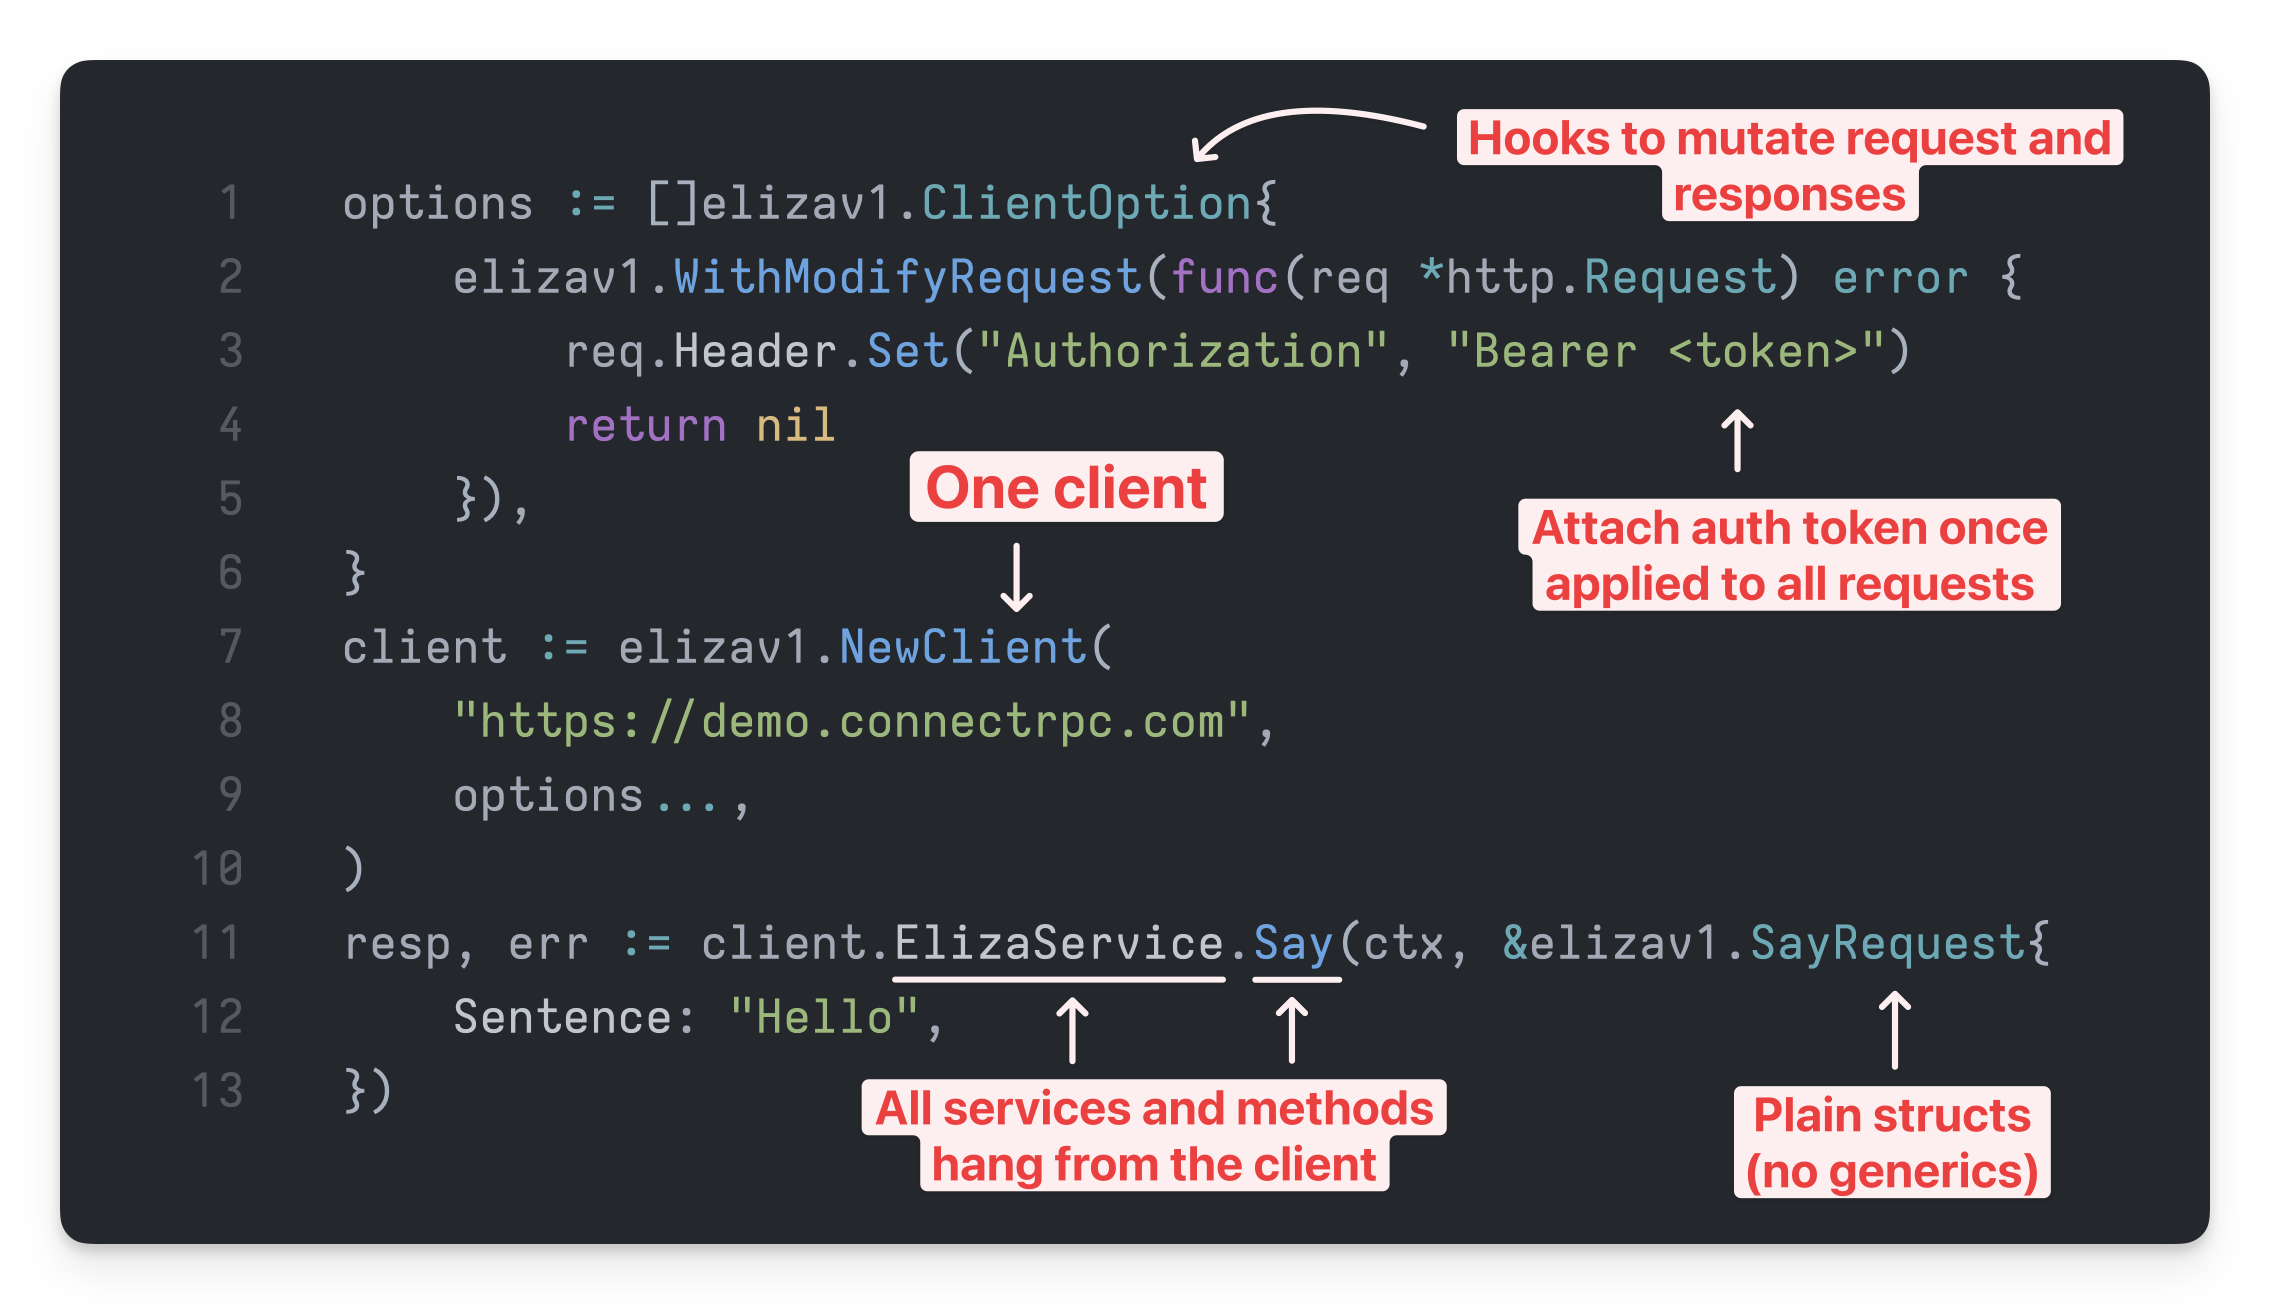 Hooks to mutate request and
responses
1 options := []elizav1.ClientOption{
2 elizav1.WithModifyRequest(func(req *http.Request) error {
3 req.Header.Set("Authorization", "Bearer <token>")
4 return nil
5 }),
One client
Attach auth token once
applied to all requests
6 }
7 client := elizav1.NewClient(
8 "https://demo.connectrpc.com",
9 options...,
10 )
11 resp, err := client.ElizaService.Say(ctx, &elizav1.SayRequest{
12 Sentence: "Hello",
13 })
All services and methods
hang from the client
Plain structs
(no generics)